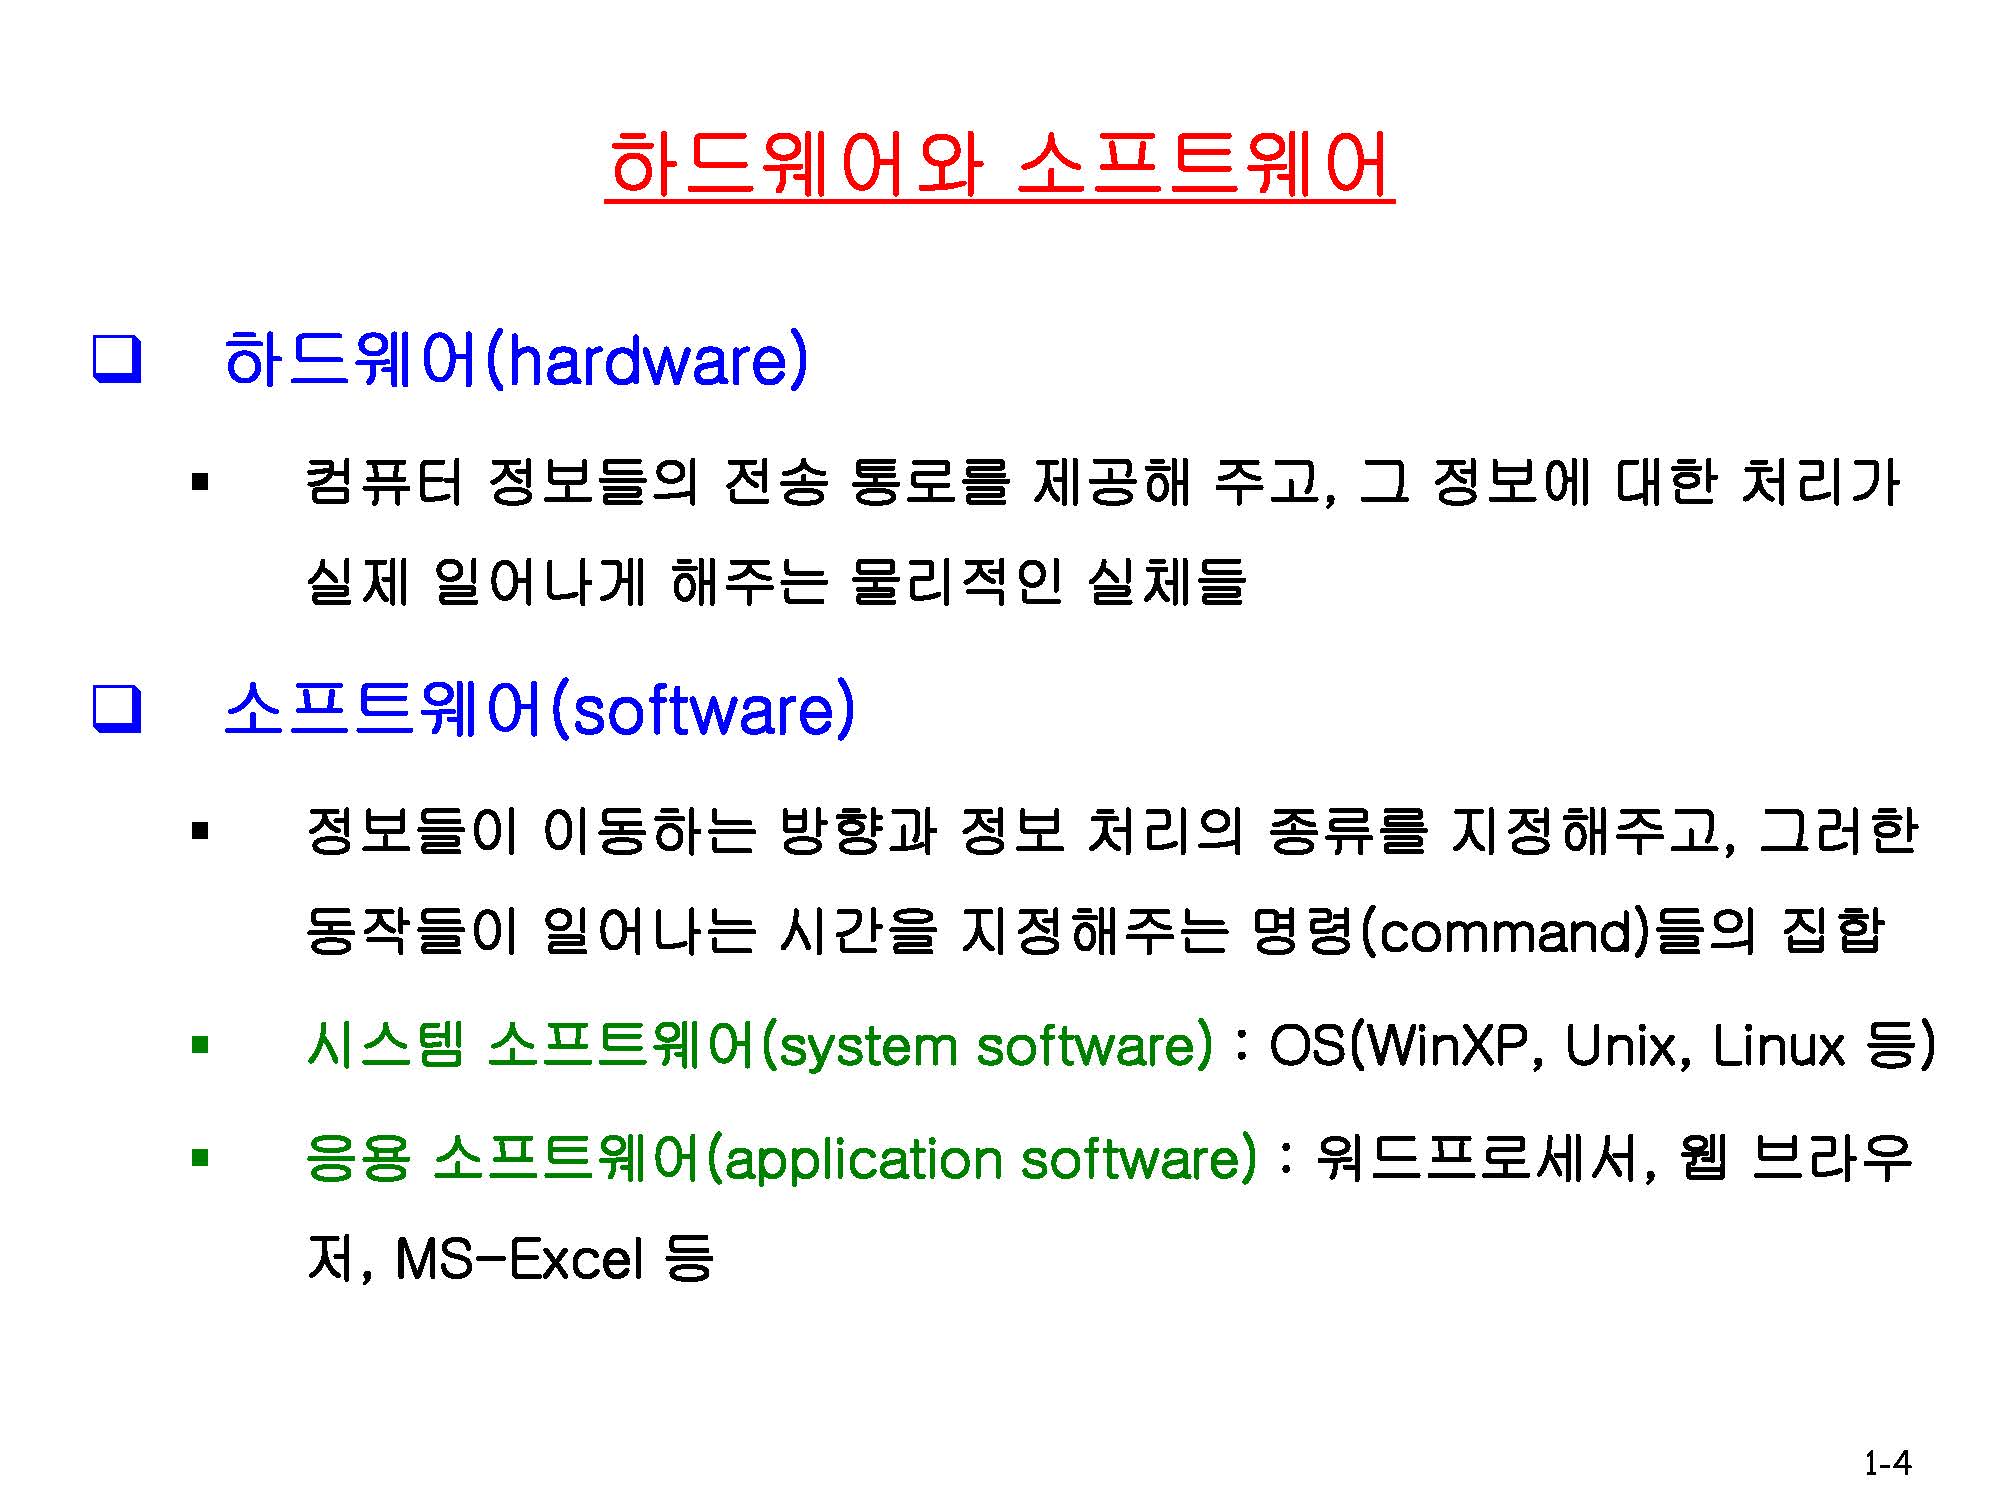 하드웨어와 소프트웨어
❑ 하드웨어(hardware)
▪ 컴퓨터 정보들의 전송 통로를 제공해 주고, 그 정보에 대한 처리가
실제 일어나게 해주는 물리적인 실체들
❑ 소프트웨어(software)
▪ 정보들이 이동하는 방향과 정보 처리의 종류를 지정해주고, 그러한
동작들이 일어나는 시간을 지정해주는 명령(command)들의 집합
▪ 시스템 소프트웨어(system software) : OS(WinXP, Unix, Linux 등)
▪ 응용 소프트웨어(application software) : 워드프로세서, 웹 브라우
저, MS-Excel 등
1-4